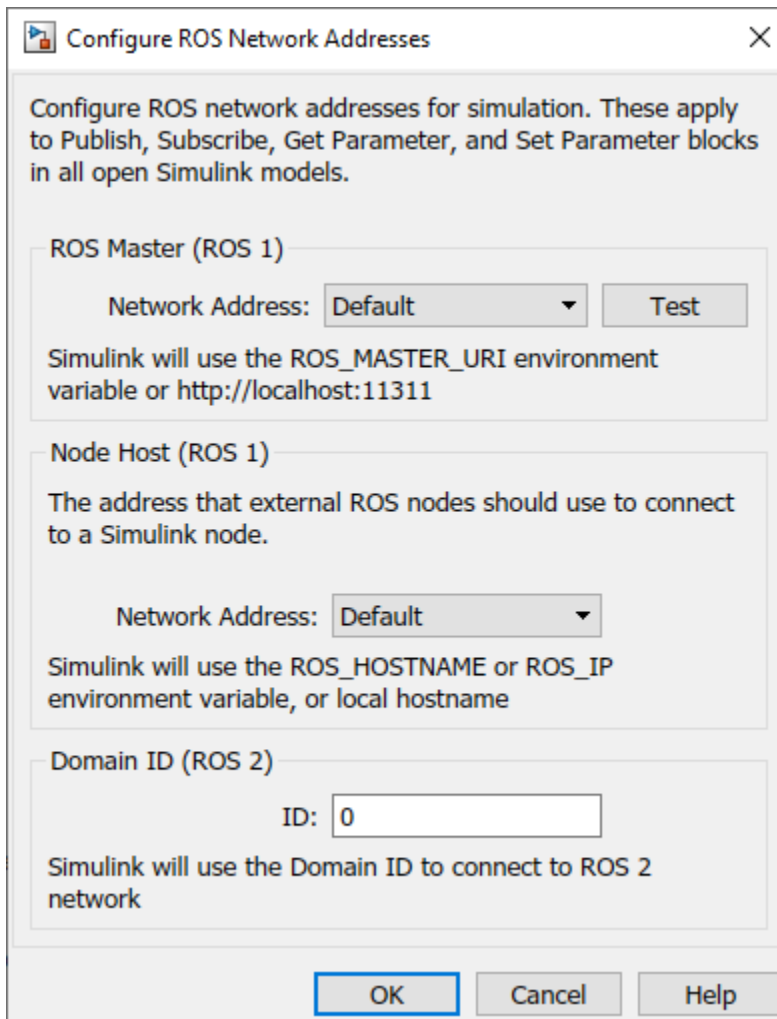 Configure ROS Network Addresses
Configure ROS network addresses for simulation. These apply
to Publish, Subscribe, Get Parameter, and Set Parameter blocks
in all open Simulink models.
ROS Master (ROS 1)
Network Address: Default Test
Simulink will use the ROS_MASTER_URI environment
variable or http://localhost:11311
Node Host (ROS 1)
The address that external ROS nodes should use to connect
to a Simulink node.
Network Address: Default
Simulink will use the ROS_HOSTNAME or ROS_IP
environment variable, or local hostname
Domain ID (ROS 2)
ID: 0
Simulink will use the Domain ID to connect to ROS 2
network
OK Cancel Help